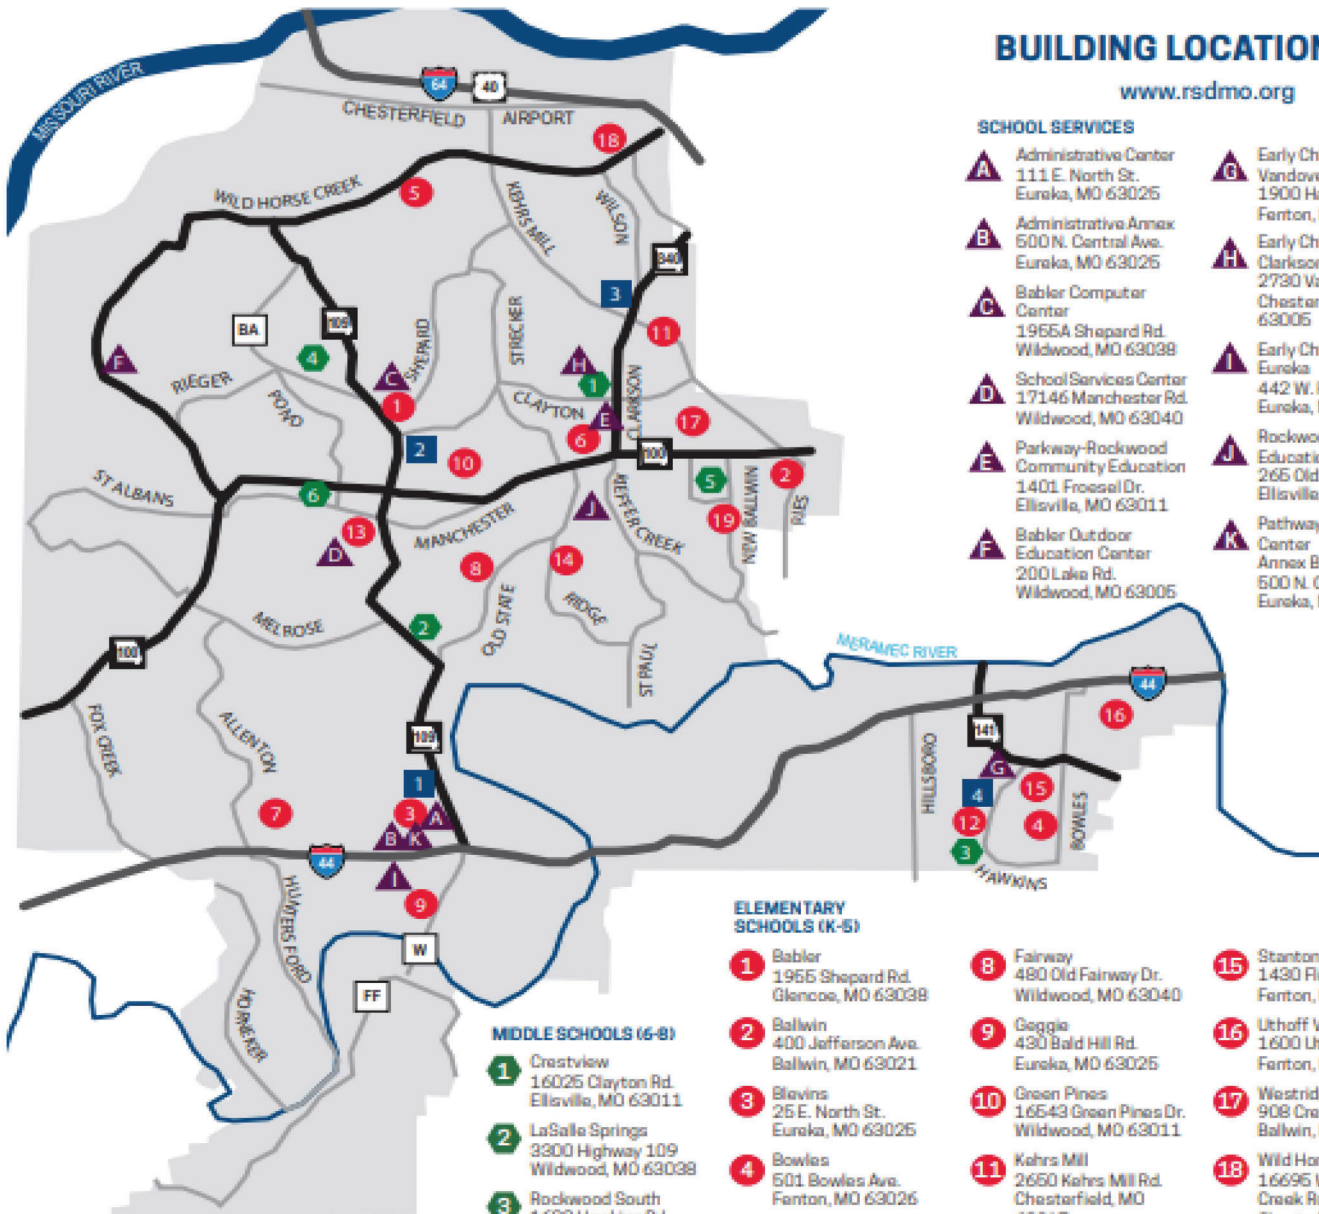 BUILDING LOCATION
www.rsdmo.org
SCHOOL SERVICES
A
Administrative Center
111 E. North St.
Eureka, MO 63025
B
Administrative Annex
500 N. Central Ave.
Eureka, MO 63025
C
Babler Computer
Center
1955A Shepard Rd.
Wildwood, MO 63038
D
School Services Center
17146 Manchester Rd.
Wildwood, MO 63040
E
Parkway-Rockwood
Community Education
1401 Froesel Dr.
Ellisville, MO 63011
F
Babler Outdoor
Education Center
200 Lake Rd.
Wildwood, MO 63005
G
Early Ch
Vandove
1900 Ha
Fenton,
H
Early Ch
Clarkson
2730 Va
Chester
63005
I
Early Ch
Eureka
442 W.
Eureka,
J
Rockwoo
Educatio
265 Old
Ellisville
K
Pathway
Center
Annex B
500 N. C
Eureka,
MISSOURI RIVER
64
40
CHESTERFIELD AIRPORT
18
WILD HORSE CREEK
5
KEHRS MILL
WILSON
340
3
BA
109
4
SHEPARD
STRECKER
11
F
C
H
1
RIEGER
POND
1
CLAYTON
CLARKSON
E
17
6
2
10
100
ST ALBANS
6
5
2
J
KIEFER CREEK
19
NEW BALLWIN
RIES
13
MANCHESTER
D
8
14
OLD STATE
RIDGE
MELROSE
2
ST PAUL
100
MERAMEC RIVER
44
16
FOX CREEK
ALLENTON
109
HILLSBORO
141
G
1
4
15
7
3
A
12
4
BOWLES
B
K
3
44
HAWKINS
I
9
HUNTERS FORD
W
FF
HORNEKER
MIDDLE SCHOOLS (6-8)
1
Crestview
16025 Clayton Rd.
Ellisville, MO 63011
2
LaSalle Springs
3300 Highway 109
Wildwood, MO 63038
3
Rockwood South
ELEMENTARY
SCHOOLS (K-5)
1
Babler
1955 Shepard Rd.
Glencoe, MO 63038
2
Ballwin
400 Jefferson Ave.
Ballwin, MO 63021
3
Blevins
25 E. North St.
Eureka, MO 63025
4
Bowles
501 Bowles Ave.
Fenton, MO 63026
8
Fairway
480 Old Fairway Dr.
Wildwood, MO 63040
9
Geggie
430 Bald Hill Rd.
Eureka, MO 63025
10
Green Pines
16543 Green Pines Dr.
Wildwood, MO 63011
11
Kehrs Mill
2650 Kehrs Mill Rd.
Chesterfield, MO
15
Stanton
1430 Fl
Fenton,
16
Uthoff V
1600 Ut
Fenton,
17
Westrid
908 Cre
Ballwin,
18
Wild Hor
16695 W
Creek R